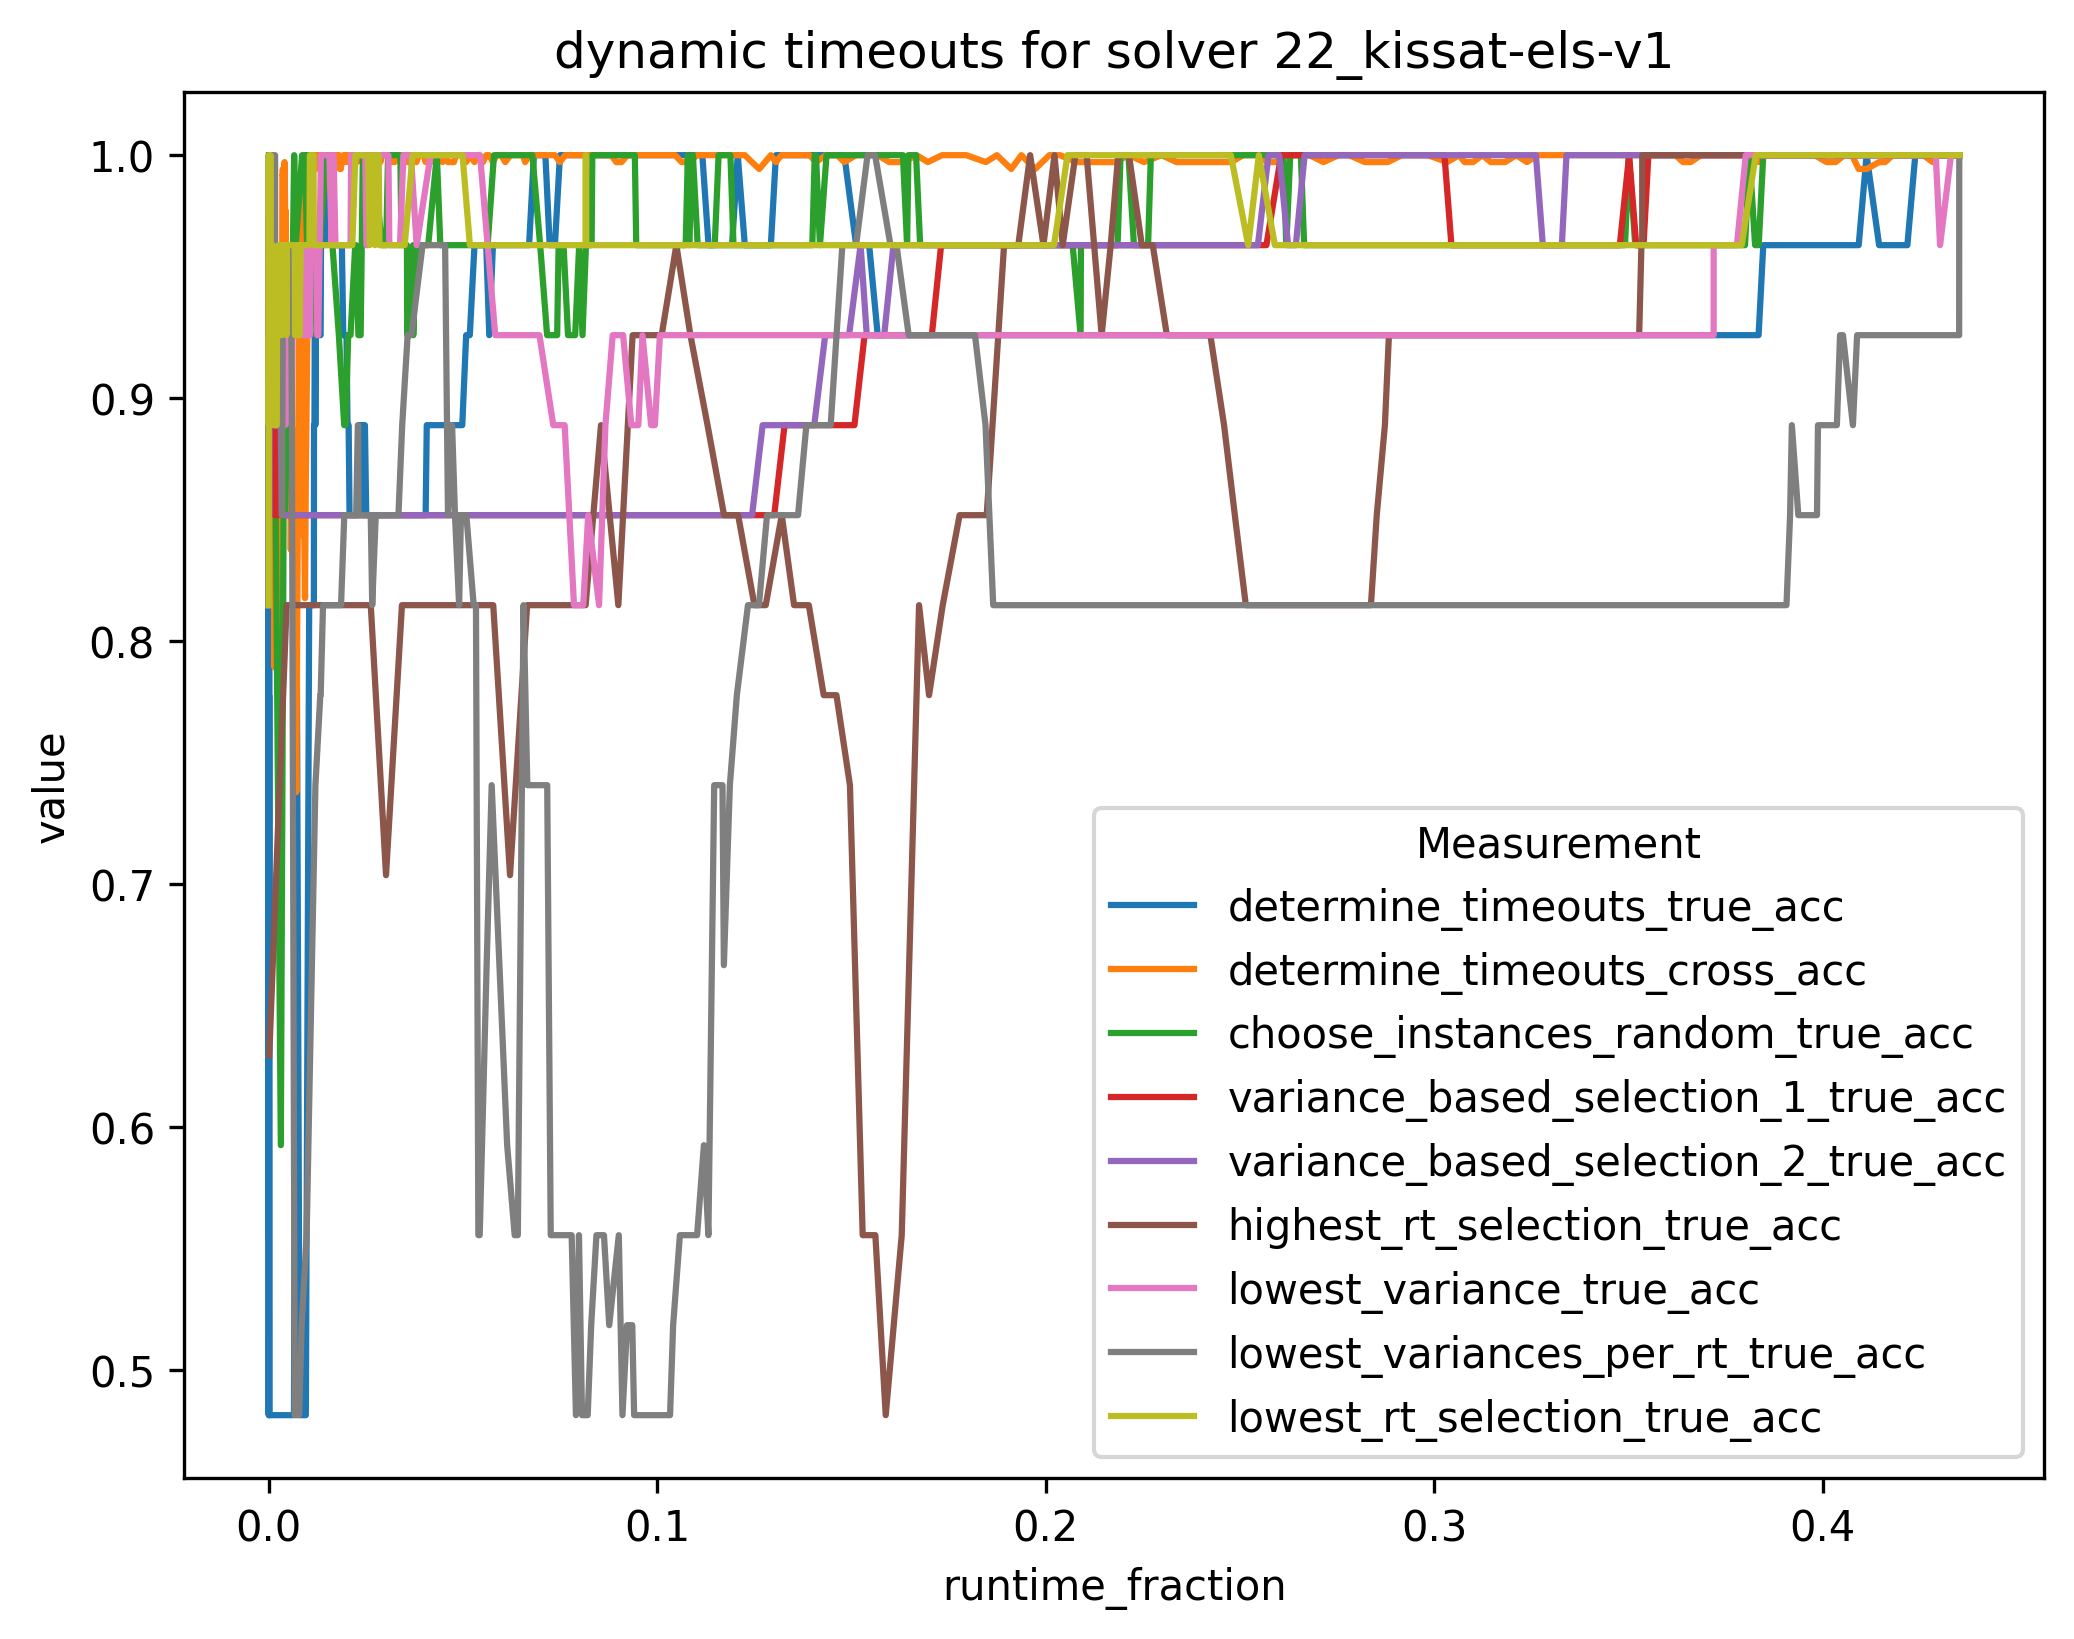 dynamic timeouts for solver 22_kissat-els-v1
1.0
0.9
0.8
0.7
0.6
0.5
value
0.0
0.1
0.2
0.3
0.4
runtime_fraction
Measurement
determine_timeouts_true_acc
determine_timeouts_cross_acc
choose_instances_random_true_acc
variance_based_selection_1_true_acc
variance_based_selection_2_true_acc
highest_rt_selection_true_acc
lowest_variance_true_acc
lowest_variances_per_rt_true_acc
lowest_rt_selection_true_acc